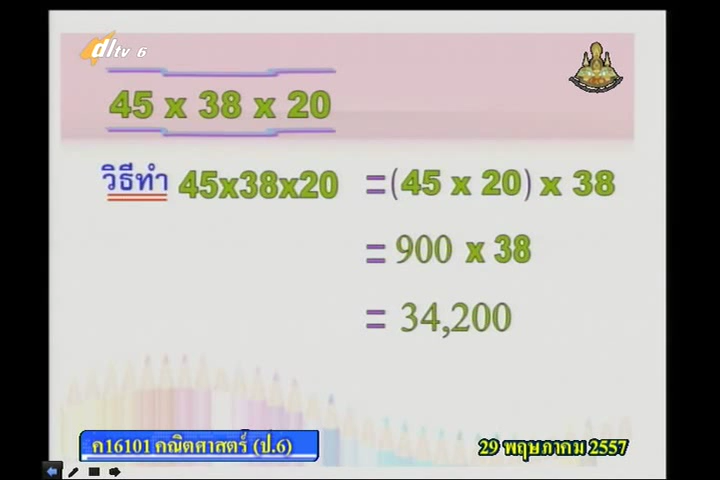 dltv 6
45 x 38 x 20
วิธีทำ 45x38x20 =(45 x 20) x 38
= 900 x 38
= 34,200
ค16101 คณิตศาสตร์ (ป.6)
29 พฤษภาคม 2557